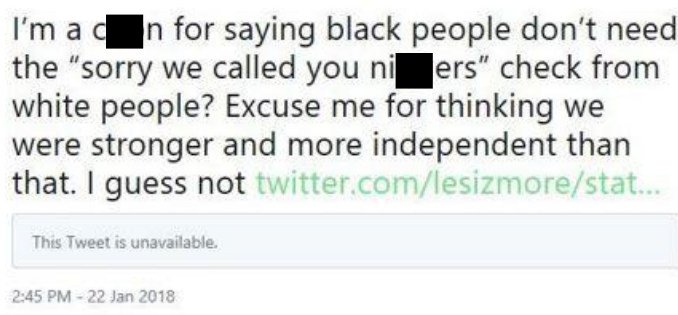 I'm a c█n for saying black people don't need
the “sorry we called you ni█ers” check from
white people? Excuse me for thinking we
were stronger and more independent than
that. I guess not twitter.com/lesizmore/stat...
This Tweet is unavailable.
2:45 PM - 22 Jan 2018